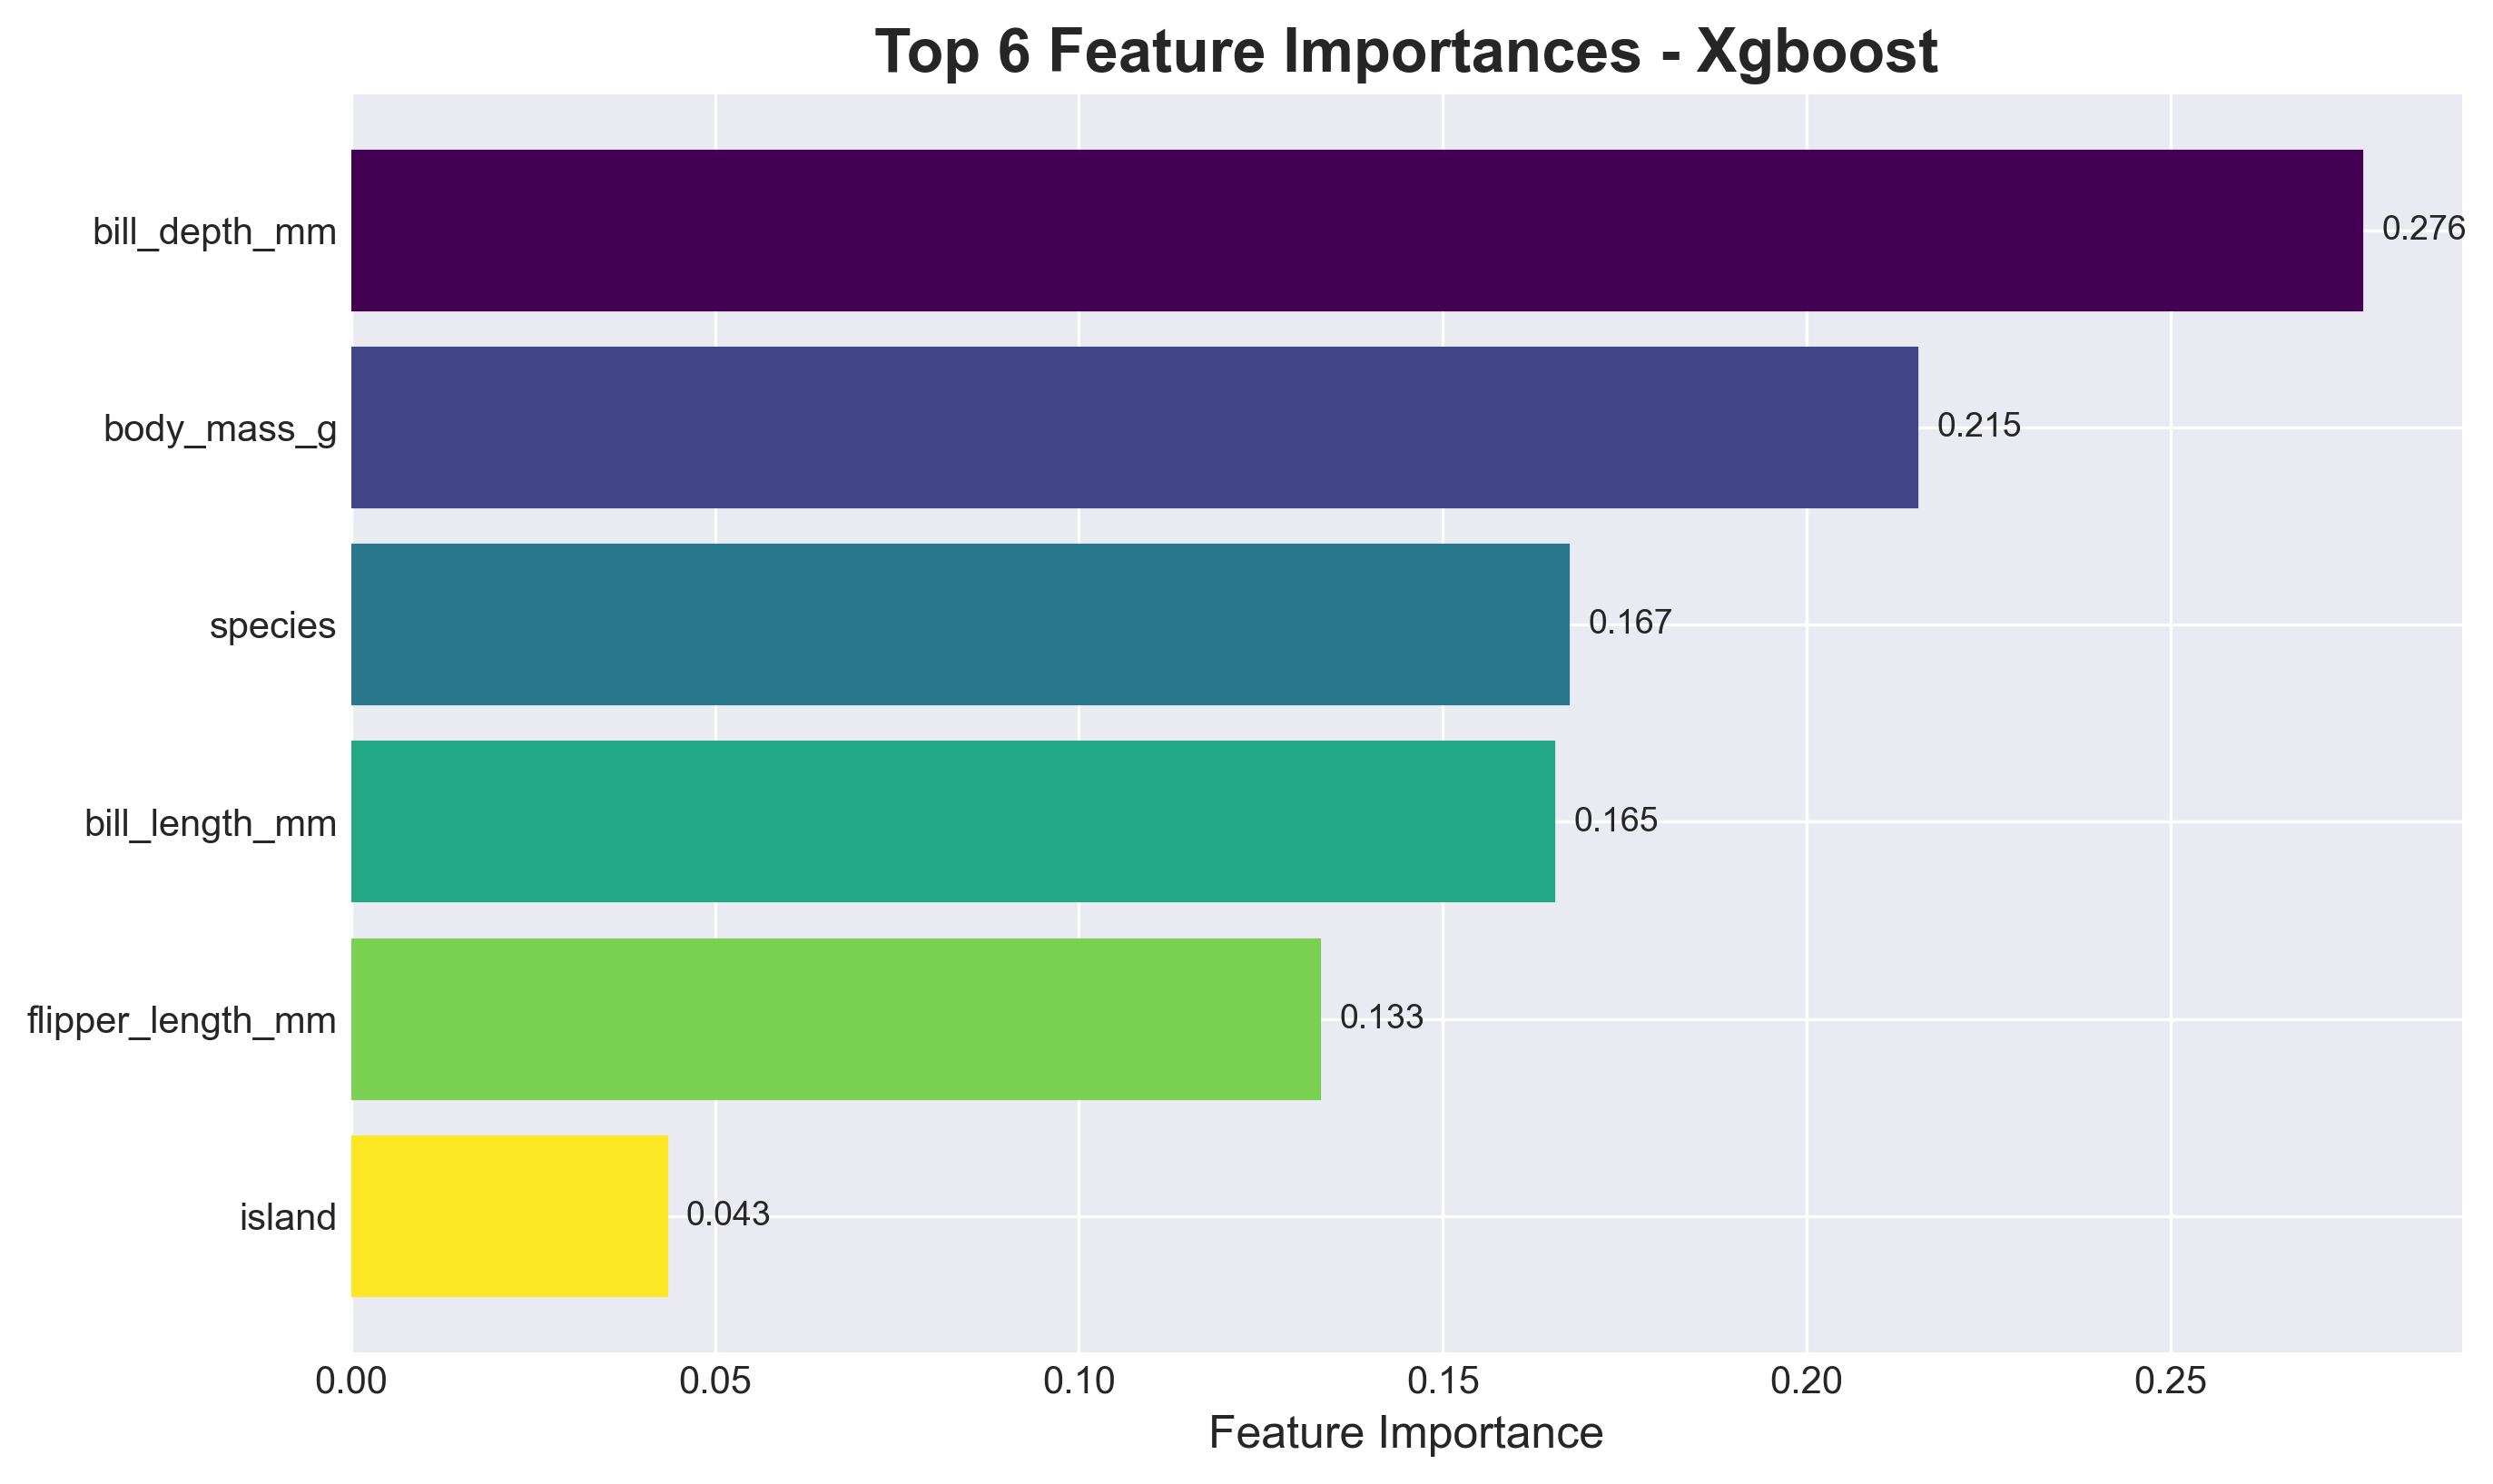 Top 6 Feature Importances - Xgboost
bill_depth_mm 0.276
body_mass_g 0.215
species 0.167
bill_length_mm 0.165
flipper_length_mm 0.133
island 0.043
0.00 0.05 0.10 0.15 0.20 0.25
Feature Importance